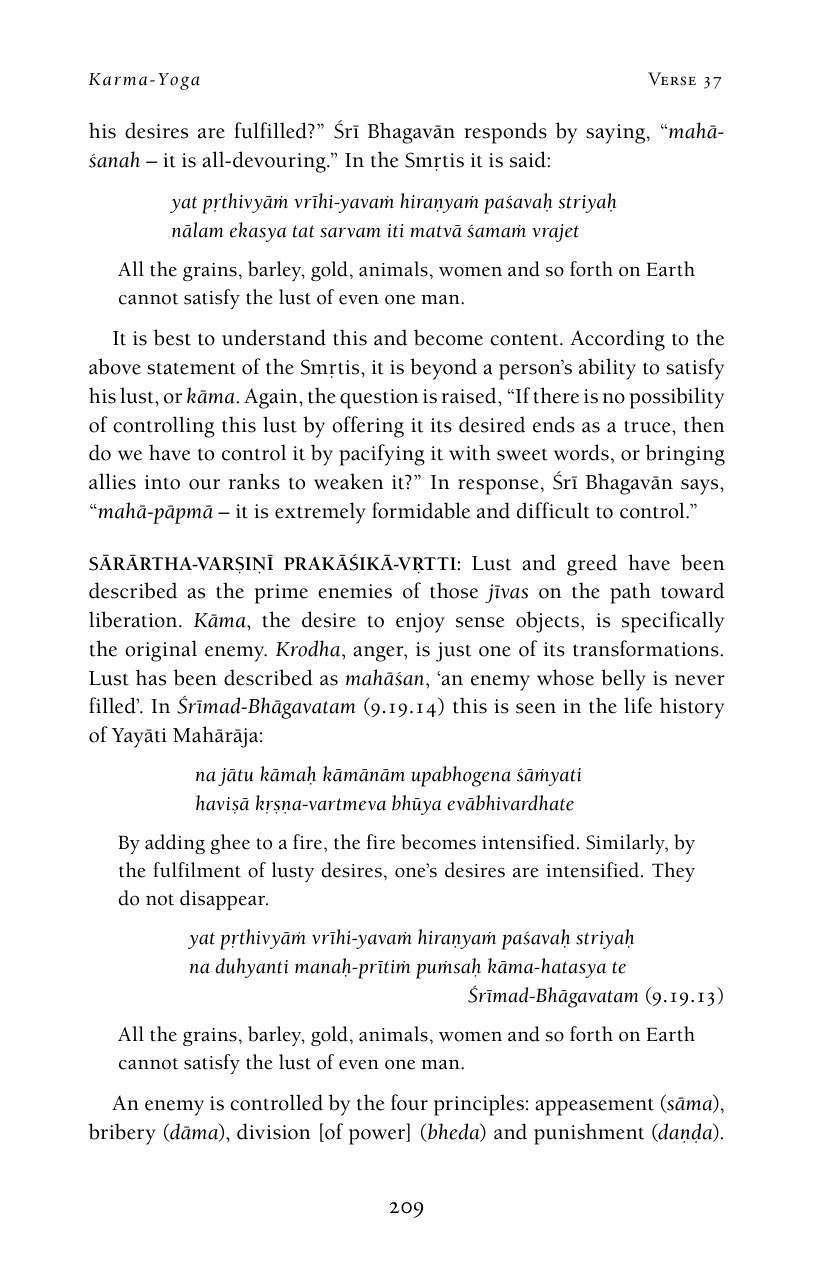 Karma-Yoga Verse 37
his desires are fulfilled?” Śrī Bhagavān responds by saying, “mahā-
śanah – it is all-devouring.” In the Smṛtis it is said:
yat pṛthivyāṁ vrīhi-yavaṁ hiraṇyaṁ paśavaḥ striyaḥ
nālam ekasya tat sarvam iti matvā śamaṁ vrajet
All the grains, barley, gold, animals, women and so forth on Earth
cannot satisfy the lust of even one man.
It is best to understand this and become content. According to the
above statement of the Smṛtis, it is beyond a person’s ability to satisfy
his lust, or kāma. Again, the question is raised, “If there is no possibility
of controlling this lust by offering it its desired ends as a truce, then
do we have to control it by pacifying it with sweet words, or bringing
allies into our ranks to weaken it?” In response, Śrī Bhagavān says,
“mahā-pāpmā – it is extremely formidable and difficult to control.”
SĀRĀRTHA-VARṢIṆĪ PRAKĀŚIKĀ-VṚTTI: Lust and greed have been
described as the prime enemies of those jīvas on the path toward
liberation. Kāma, the desire to enjoy sense objects, is specifically
the original enemy. Krodha, anger, is just one of its transformations.
Lust has been described as mahāśan, ‘an enemy whose belly is never
filled’. In Śrīmad-Bhāgavatam (9.19.14) this is seen in the life history
of Yayāti Mahārāja:
na jātu kāmaḥ kāmānām upabhogena śāṁyati
haviṣā kṛṣṇa-vartmeva bhūya evābhivardhate
By adding ghee to a fire, the fire becomes intensified. Similarly, by
the fulfilment of lusty desires, one’s desires are intensified. They
do not disappear.
yat pṛthivyāṁ vrīhi-yavaṁ hiraṇyaṁ paśavaḥ striyaḥ
na duhyanti manaḥ-prītiṁ puṁsaḥ kāma-hatasya te
Śrīmad-Bhāgavatam (9.19.13)
All the grains, barley, gold, animals, women and so forth on Earth
cannot satisfy the lust of even one man.
An enemy is controlled by the four principles: appeasement (sāma),
bribery (dāma), division [of power] (bheda) and punishment (daṇḍa).
209